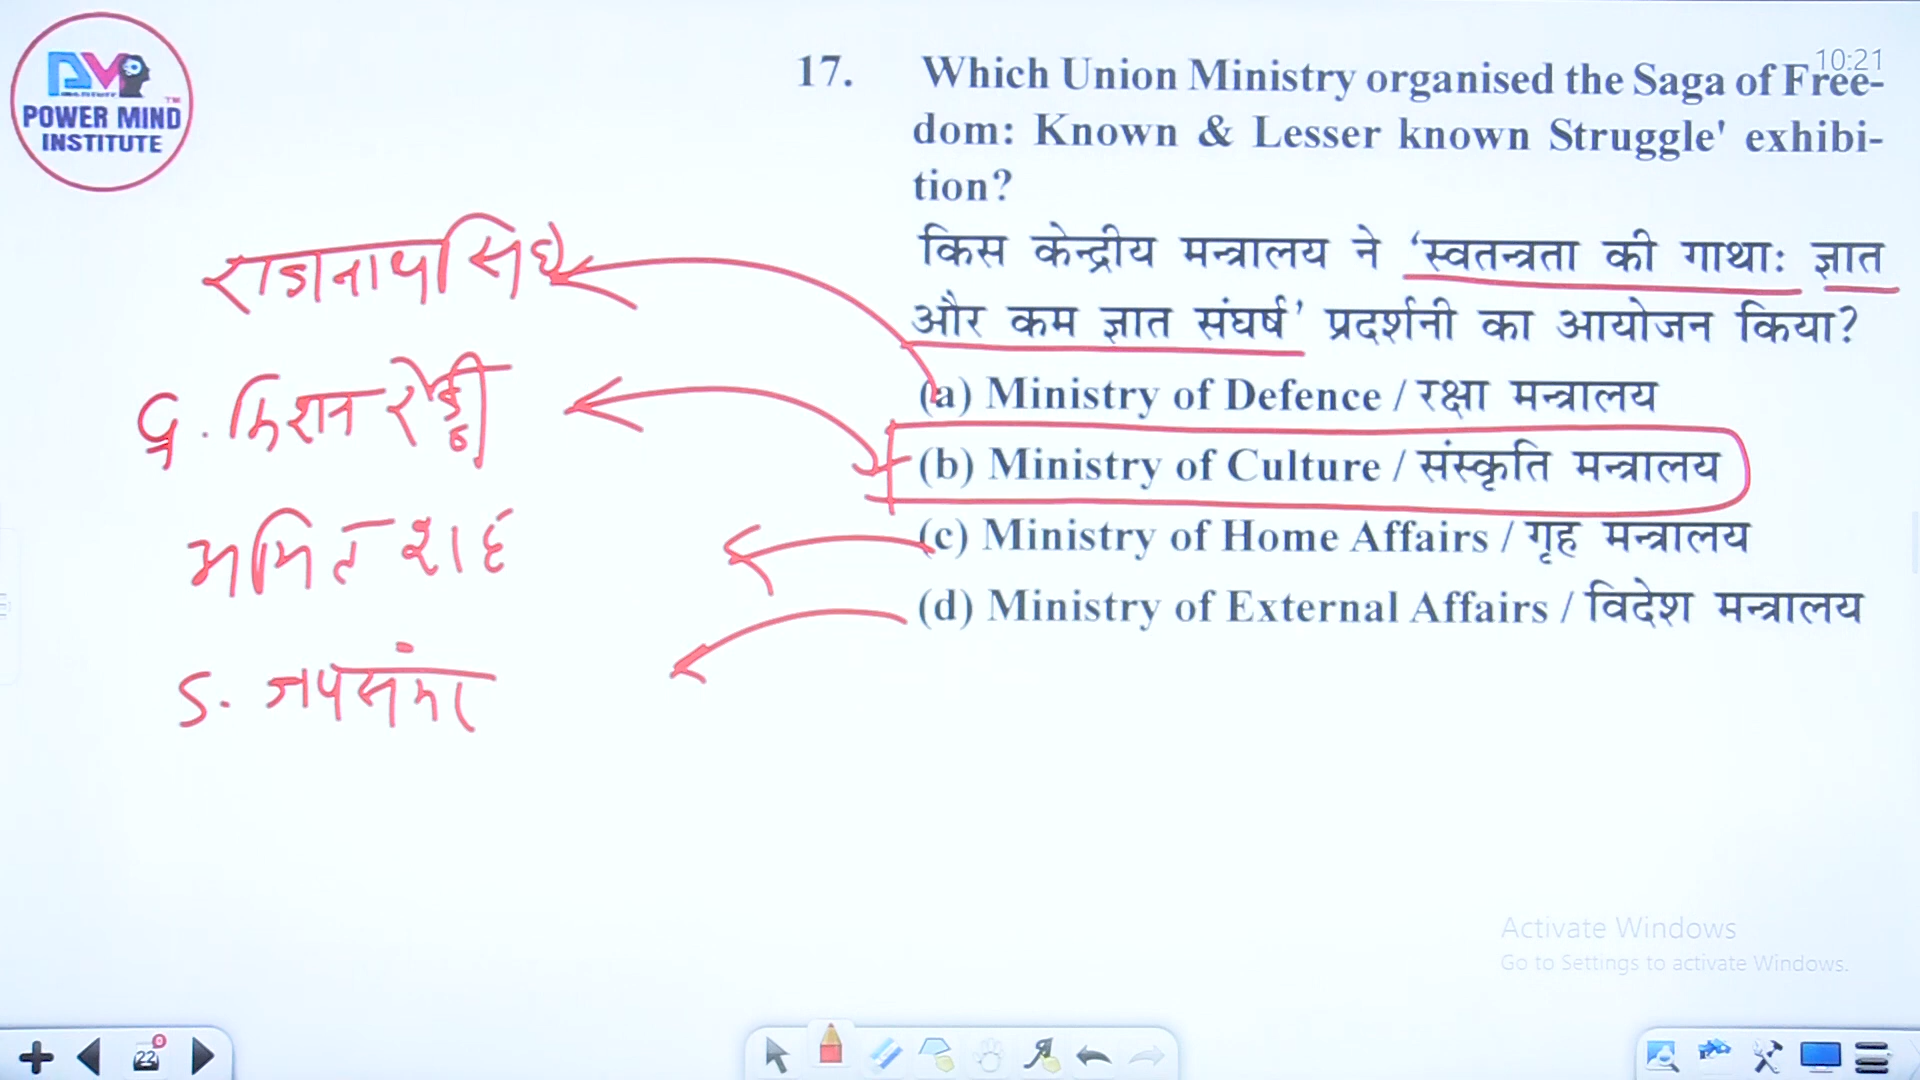 POWER MIND
INSTITUTE
10:21
17. Which Union Ministry organised the Saga of Free-
dom: Known & Lesser known Struggle' exhibi-
tion?
किस केन्द्रीय मन्त्रालय ने ‘स्वतन्त्रता की गाथाः ज्ञात
और कम ज्ञात संघर्ष’ प्रदर्शनी का आयोजन किया?
(a) Ministry of Defence / रक्षा मन्त्रालय
(b) Ministry of Culture / संस्कृति मन्त्रालय
(c) Ministry of Home Affairs / गृह मन्त्रालय
(d) Ministry of External Affairs / विदेश मन्त्रालय
राजनाथ सिंह
G. किशन रेड्डी
अमित शाह
S. जयशंकर
Activate Windows
Go to Settings to activate Windows.
22